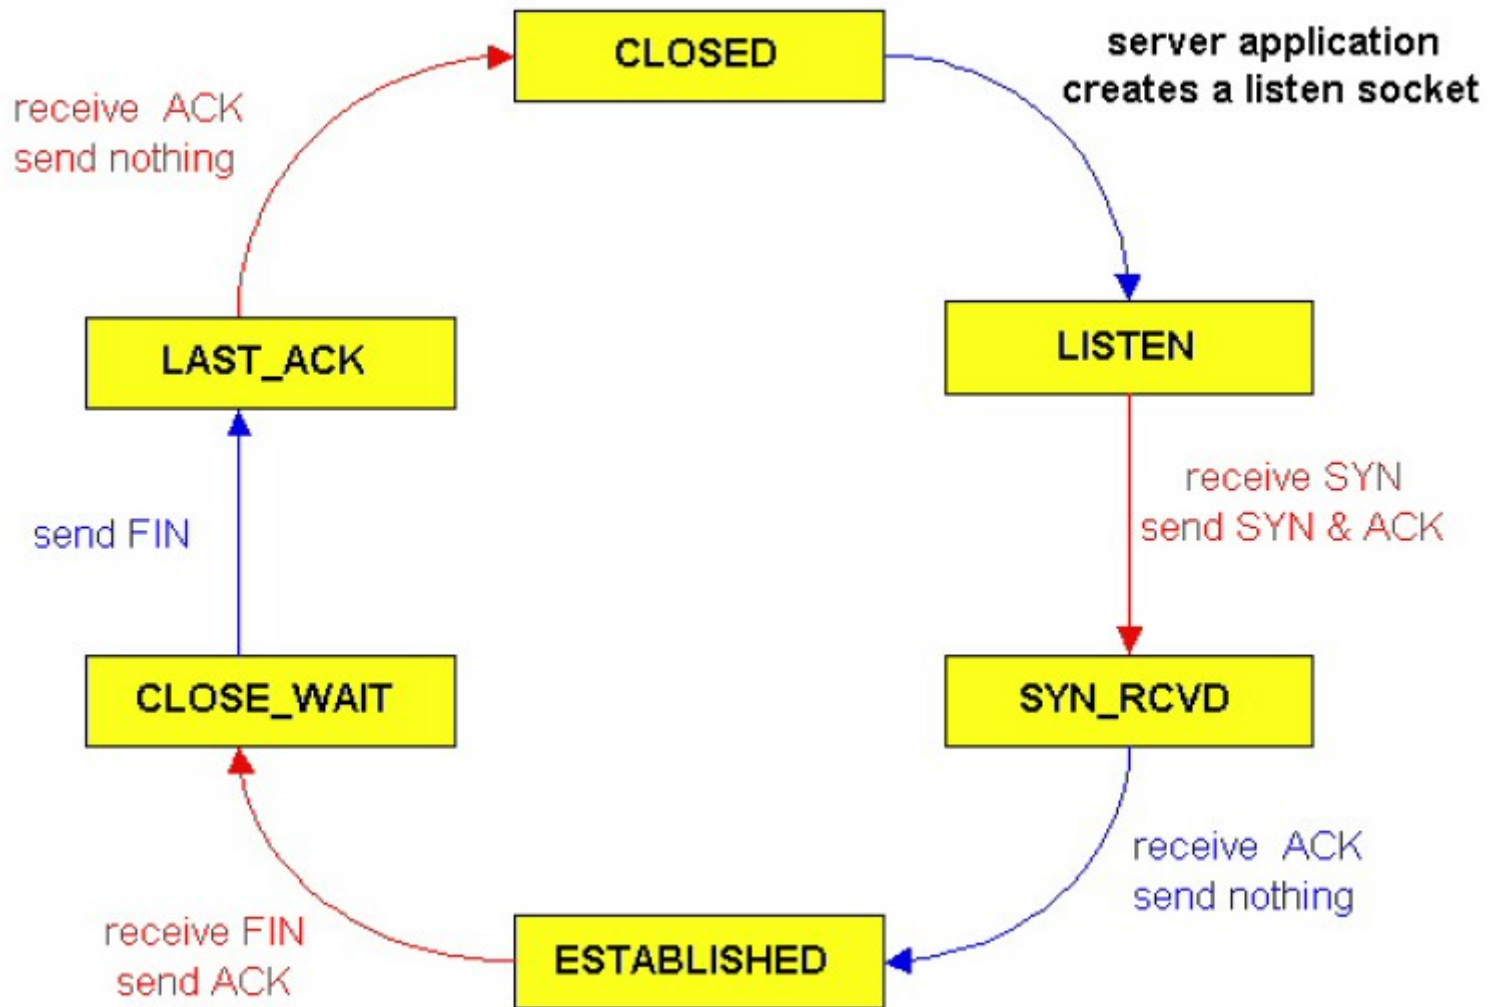 CLOSED
server application
creates a listen socket
receive ACK
send nothing
LAST_ACK
LISTEN
receive SYN
send SYN & ACK
send FIN
CLOSE_WAIT
SYN_RCVD
receive ACK
send nothing
receive FIN
send ACK
ESTABLISHED